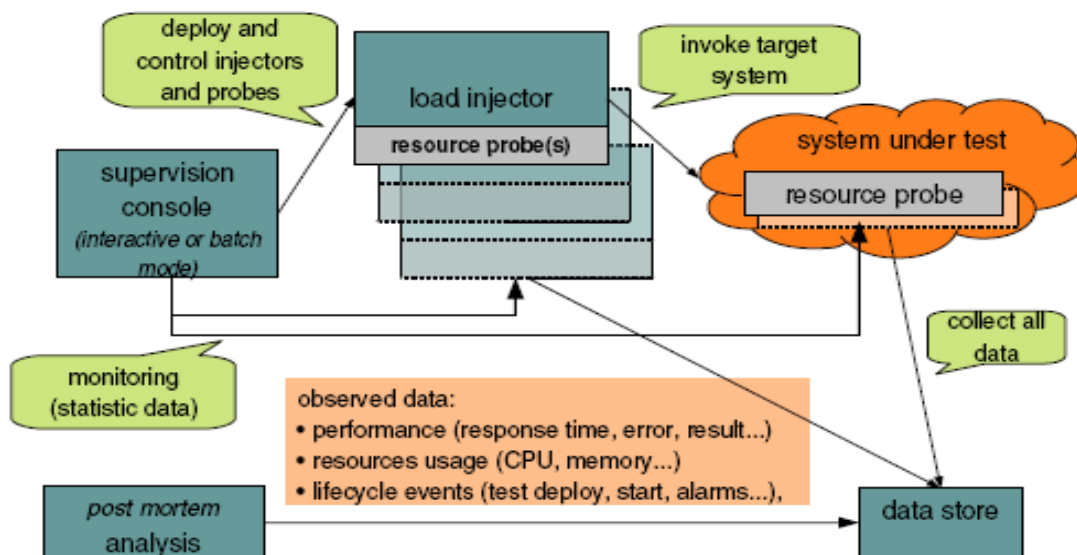 deploy and
control injectors
and probes
load injector
resource probe(s)
invoke target
system
system under test
resource probe
supervision
console
(interactive or batch
mode)
monitoring
(statistic data)
collect all
data
observed data:
• performance (response time, error, result...)
• resources usage (CPU, memory...)
• lifecycle events (test deploy, start, alarms...),
post mortem
analysis
data store